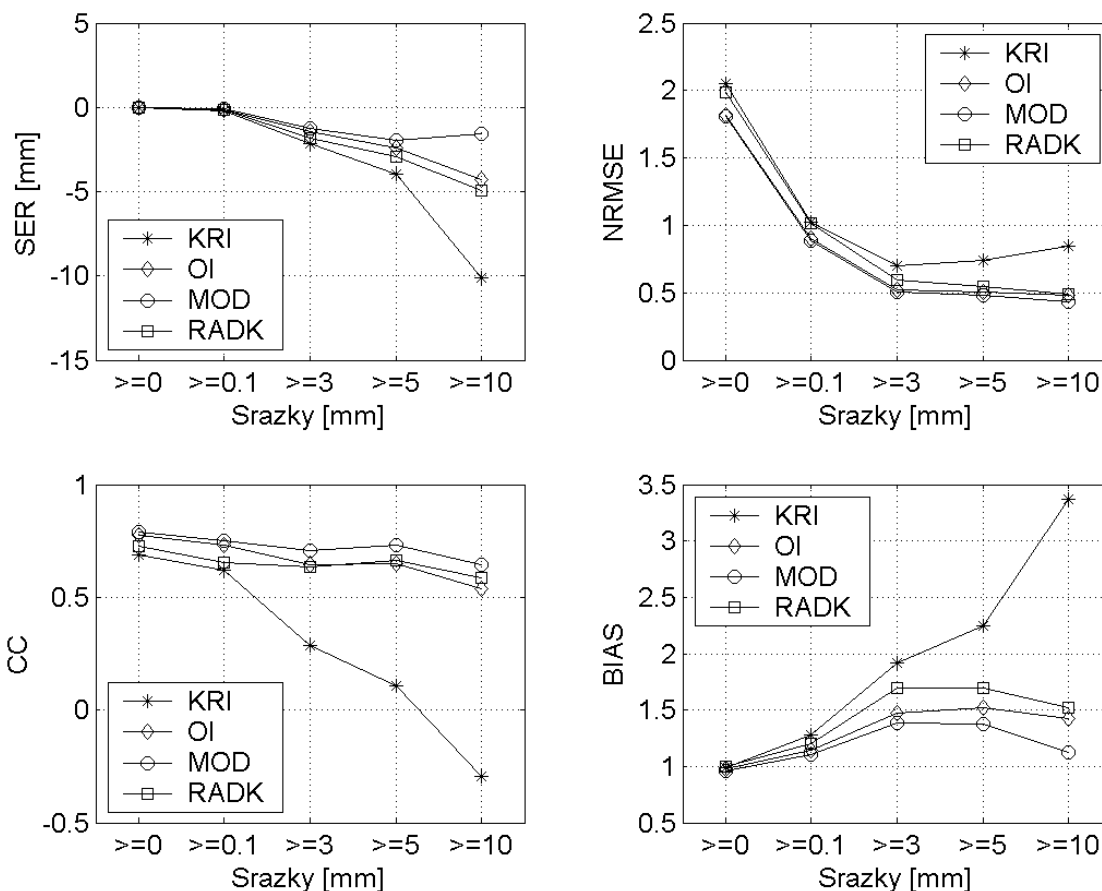 5
0
-5
-10
-15
SER [mm]
KRI
OI
MOD
RADK
>=0 >=0.1 >=3 >=5 >=10
Srazky [mm]
2.5
2
1.5
1
0.5
0
NRMSE
KRI
OI
MOD
RADK
>=0 >=0.1 >=3 >=5 >=10
Srazky [mm]
1
0.5
0
-0.5
CC
KRI
OI
MOD
RADK
>=0 >=0.1 >=3 >=5 >=10
Srazky [mm]
3.5
3
2.5
2
1.5
1
0.5
BIAS
KRI
OI
MOD
RADK
>=0 >=0.1 >=3 >=5 >=10
Srazky [mm]